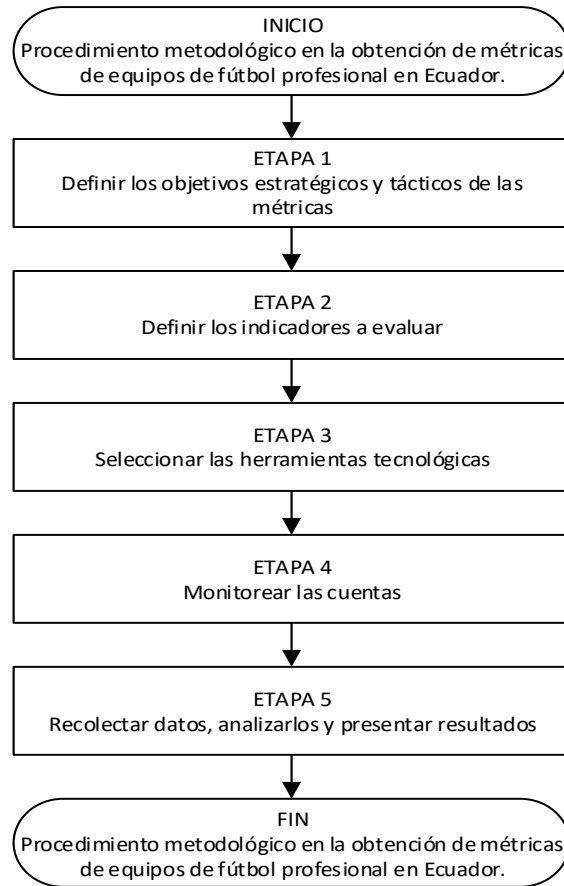 INICIO
Procedimiento metodológico en la obtención de métricas
de equipos de fútbol profesional en Ecuador.
ETAPA 1
Definir los objetivos estratégicos y tácticos de las
métricas
ETAPA 2
Definir los indicadores a evaluar
ETAPA 3
Seleccionar las herramientas tecnológicas
ETAPA 4
Monitorear las cuentas
ETAPA 5
Recolectar datos, analizarlos y presentar resultados
FIN
Procedimiento metodológico en la obtención de métricas
de equipos de fútbol profesional en Ecuador.